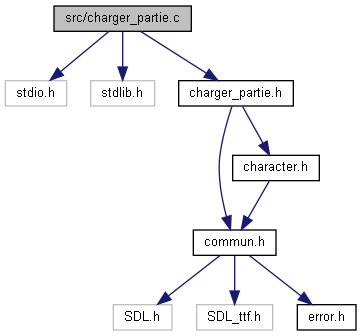 src/charger_partie.c
stdio.h
stdlib.h
charger_partie.h
character.h
commun.h
SDL.h
SDL_ttf.h
error.h